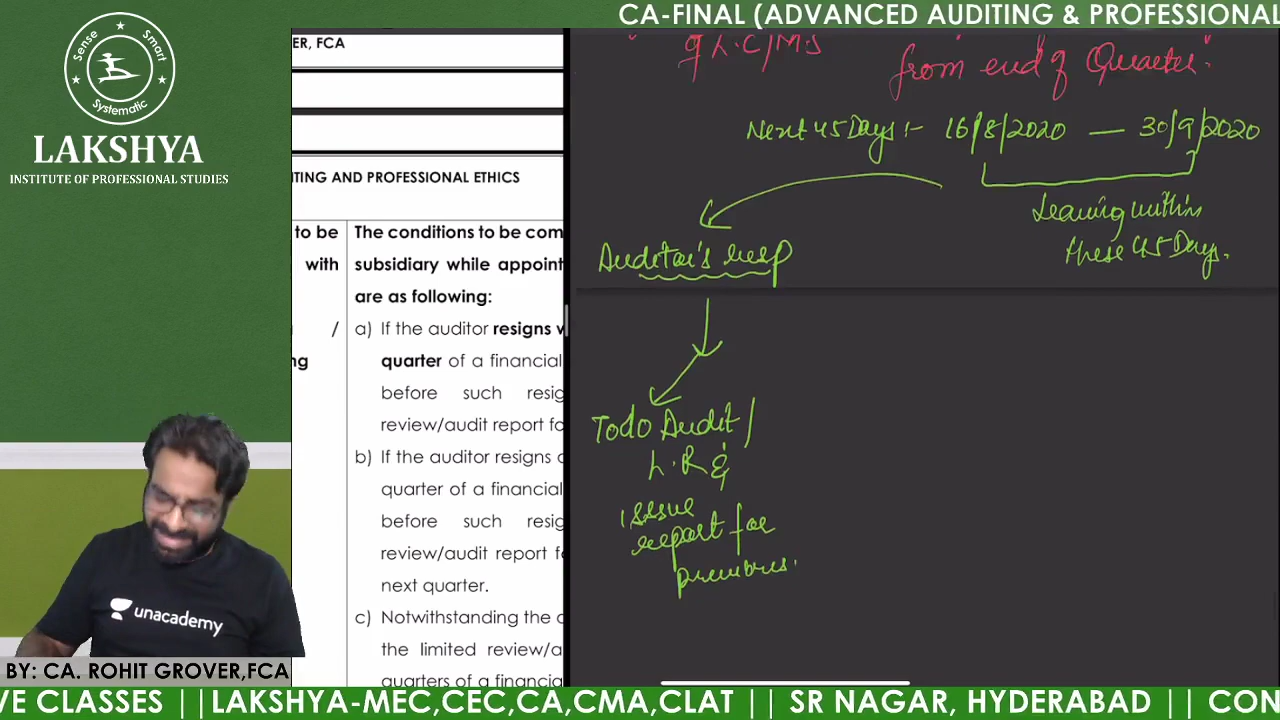 CA-FINAL (ADVANCED AUDITING & PROFESSIONAL
Sense
Smart
Systematic
LAKSHYA
INSTITUTE OF PROFESSIONAL STUDIES
ER, FCA
TING AND PROFESSIONAL ETHICS
to be
with
/
ng
The conditions to be com
subsidiary while appoint
are as following:
a) If the auditor resigns w
quarter of a financial
before such resig
review/audit report fo
b) If the auditor resigns a
quarter of a financial
before such resig
review/audit report fo
next quarter.
c) Notwithstanding the a
the limited review/a
quarters of a financia
of L.C/M.S
from end of Quarter.
Next 45 Days :- 16/8/2020 — 30/9/2020
Leaving within
these 45 Days.
Auditor's resp
To do Audit/
L.R &
issue
report for
unacademy
BY: CA. ROHIT GROVER,FCA
VE CLASSES ||LAKSHYA-MEC,CEC,CA,CMA,CLAT || SR NAGAR, HYDERABAD || CON